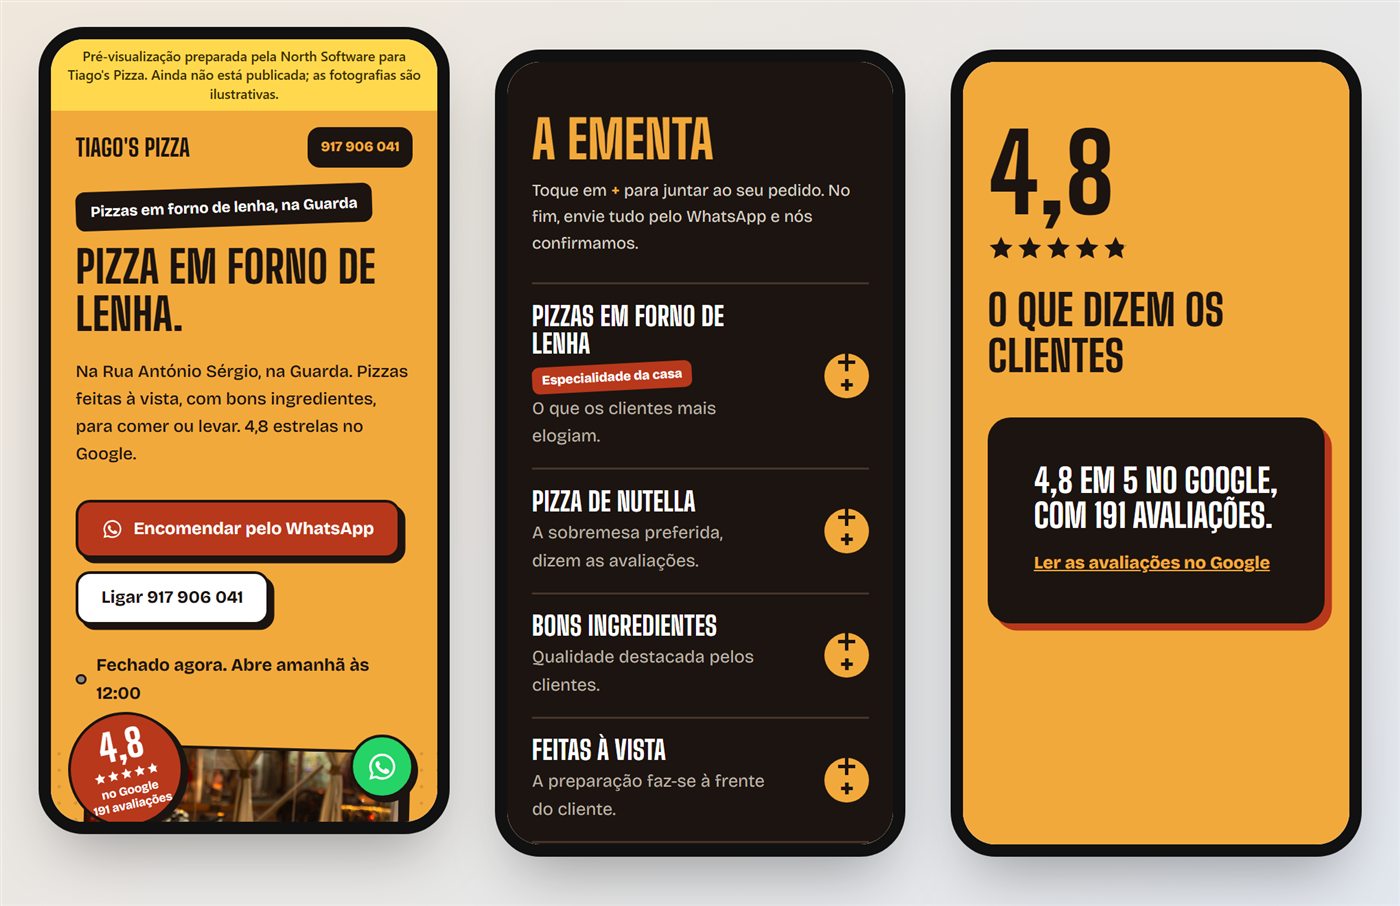 Pré-visualização preparada pela North Software para
Tiago's Pizza. Ainda não está publicada; as fotografias são
ilustrativas.
TIAGO'S PIZZA
917 906 041
Pizzas em forno de lenha, na Guarda
PIZZA EM FORNO DE
LENHA.
Na Rua António Sérgio, na Guarda. Pizzas
feitas à vista, com bons ingredientes,
para comer ou levar. 4,8 estrelas no
Google.
Encomendar pelo WhatsApp
Ligar 917 906 041
Fechado agora. Abre amanhã às
12:00
4,8
★★★★★
no Google
191 avaliações
A EMENTA
Toque em + para juntar ao seu pedido. No
fim, envie tudo pelo WhatsApp e nós
confirmamos.
PIZZAS EM FORNO DE
LENHA
Especialidade da casa
O que os clientes mais
elogiam.
+
+
PIZZA DE NUTELLA
A sobremesa preferida,
dizem as avaliações.
+
+
BONS INGREDIENTES
Qualidade destacada pelos
clientes.
+
+
FEITAS À VISTA
A preparação faz-se à frente
do cliente.
+
+
4,8
★★★★★
O QUE DIZEM OS
CLIENTES
4,8 EM 5 NO GOOGLE,
COM 191 AVALIAÇÕES.
Ler as avaliações no Google